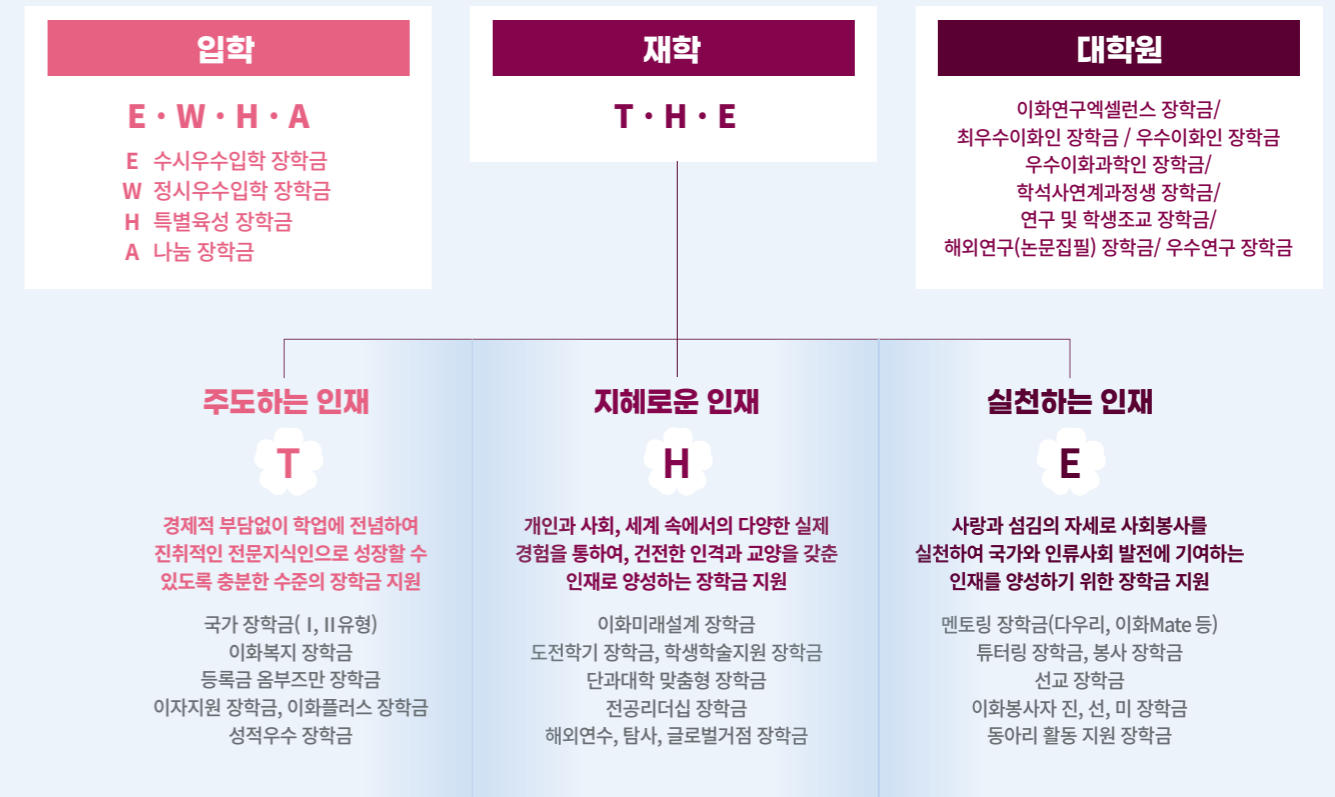 입학
E · W · H · A
E 수시우수입학 장학금
W 정시우수입학 장학금
H 특별육성 장학금
A 나눔 장학금
재학
T · H · E
대학원
이화연구엑셀런스 장학금/
최우수이화인 장학금 / 우수이화인 장학금
우수이화과학인 장학금/
학석사연계과정생 장학금/
연구 및 학생조교 장학금/
해외연구(논문집필) 장학금/ 우수연구 장학금
주도하는 인재
T
경제적 부담없이 학업에 전념하여
진취적인 전문지식인으로 성장할 수
있도록 충분한 수준의 장학금 지원
국가 장학금( I, II유형)
이화복지 장학금
등록금 옴부즈만 장학금
이자지원 장학금, 이화플러스 장학금
성적우수 장학금
지혜로운 인재
H
개인과 사회, 세계 속에서의 다양한 실제
경험을 통하여, 건전한 인격과 교양을 갖춘
인재로 양성하는 장학금 지원
이화미래설계 장학금
도전학기 장학금, 학생학술지원 장학금
단과대학 맞춤형 장학금
전공리더십 장학금
해외연수, 탐사, 글로벌거점 장학금
실천하는 인재
E
사랑과 섬김의 자세로 사회봉사를
실천하여 국가와 인류사회 발전에 기여하는
인재를 양성하기 위한 장학금 지원
멘토링 장학금(다우리, 이화Mate 등)
튜터링 장학금, 봉사 장학금
선교 장학금
이화봉사자 진, 선, 미 장학금
동아리 활동 지원 장학금